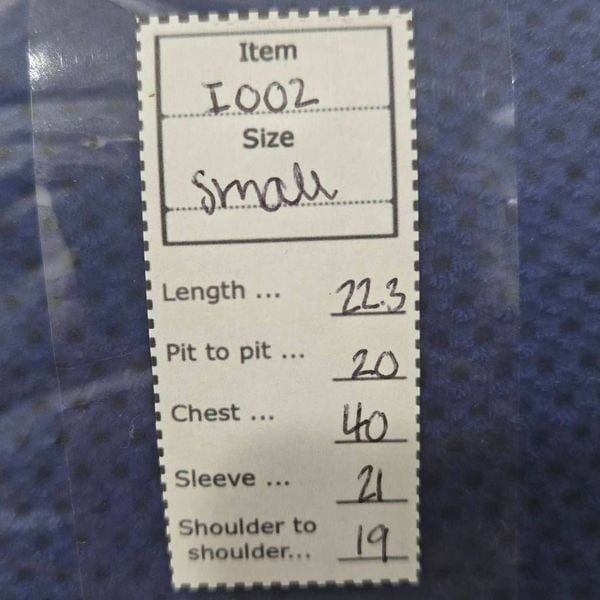 Item
I002
Size
Small
Length ... 22.3
Pit to pit ... 20
Chest ... 40
Sleeve ... 21
Shoulder to
shoulder... 19